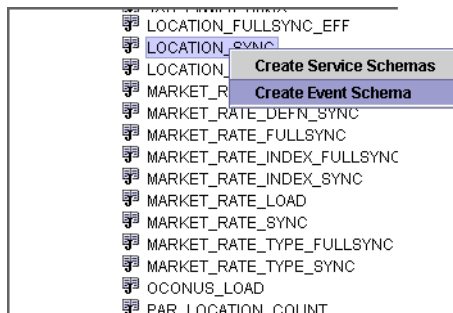 LOCATION_FULLSYNC_EFF
LOCATION_SYNC
LOCATION_
Create Service Schemas
MARKET_R
Create Event Schema
MARKET_RATE_DEFN_SYNC
MARKET_RATE_FULLSYNC
MARKET_RATE_INDEX_FULLSYNC
MARKET_RATE_INDEX_SYNC
MARKET_RATE_LOAD
MARKET_RATE_SYNC
MARKET_RATE_TYPE_FULLSYNC
MARKET_RATE_TYPE_SYNC
OCONUS_LOAD
PAR_LOCATION_COUNT